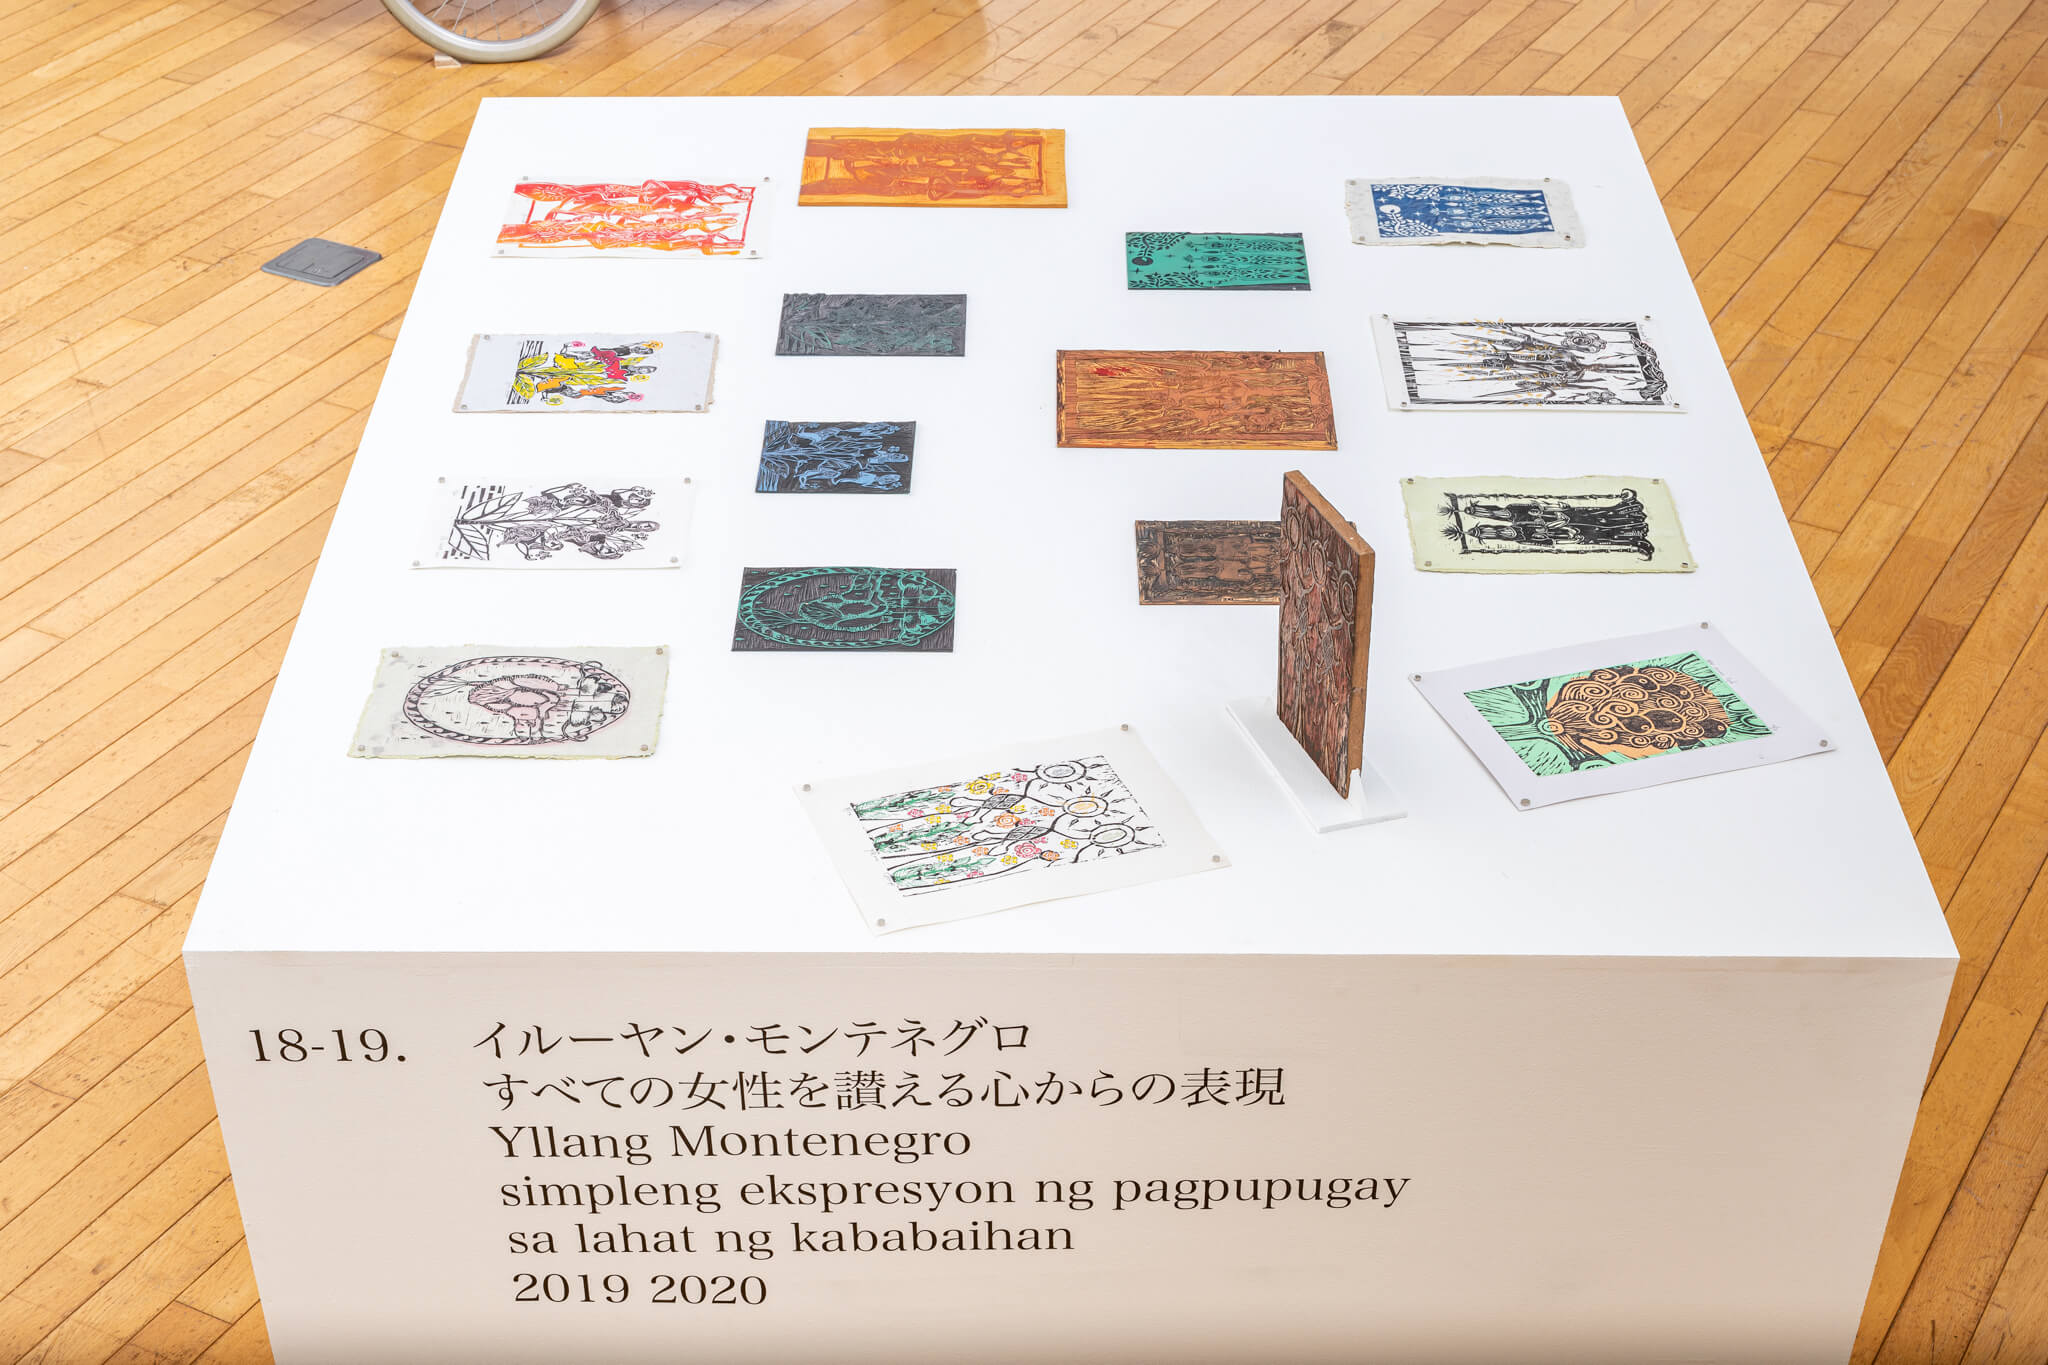 18-19. イルーヤン・モンテネグロ
すべての女性を讃える心からの表現
Yllang Montenegro
simpleng ekspresyon ng pagpupugay
sa lahat ng kababaihan
2019 2020